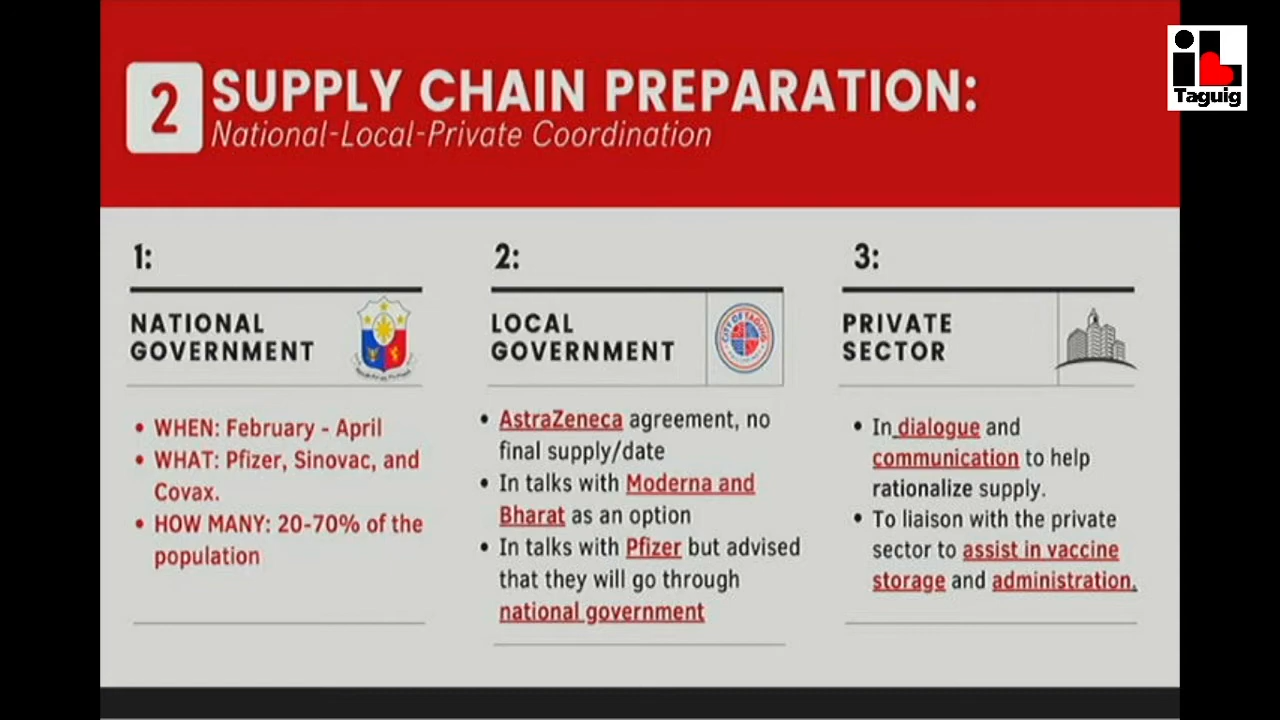 2
SUPPLY CHAIN PREPARATION:
National-Local-Private Coordination
iL
Taguig
1:
NATIONAL
GOVERNMENT
• WHEN: February - April
• WHAT: Pfizer, Sinovac, and
Covax.
• HOW MANY: 20-70% of the
population
2:
LOCAL
GOVERNMENT
CITY OF TAGUIG
• AstraZeneca agreement, no
final supply/date
• In talks with Moderna and
Bharat as an option
• In talks with Pfizer but advised
that they will go through
national government
3:
PRIVATE
SECTOR
• In dialogue and
communication to help
rationalize supply.
• To liaison with the private
sector to assist in vaccine
storage and administration.